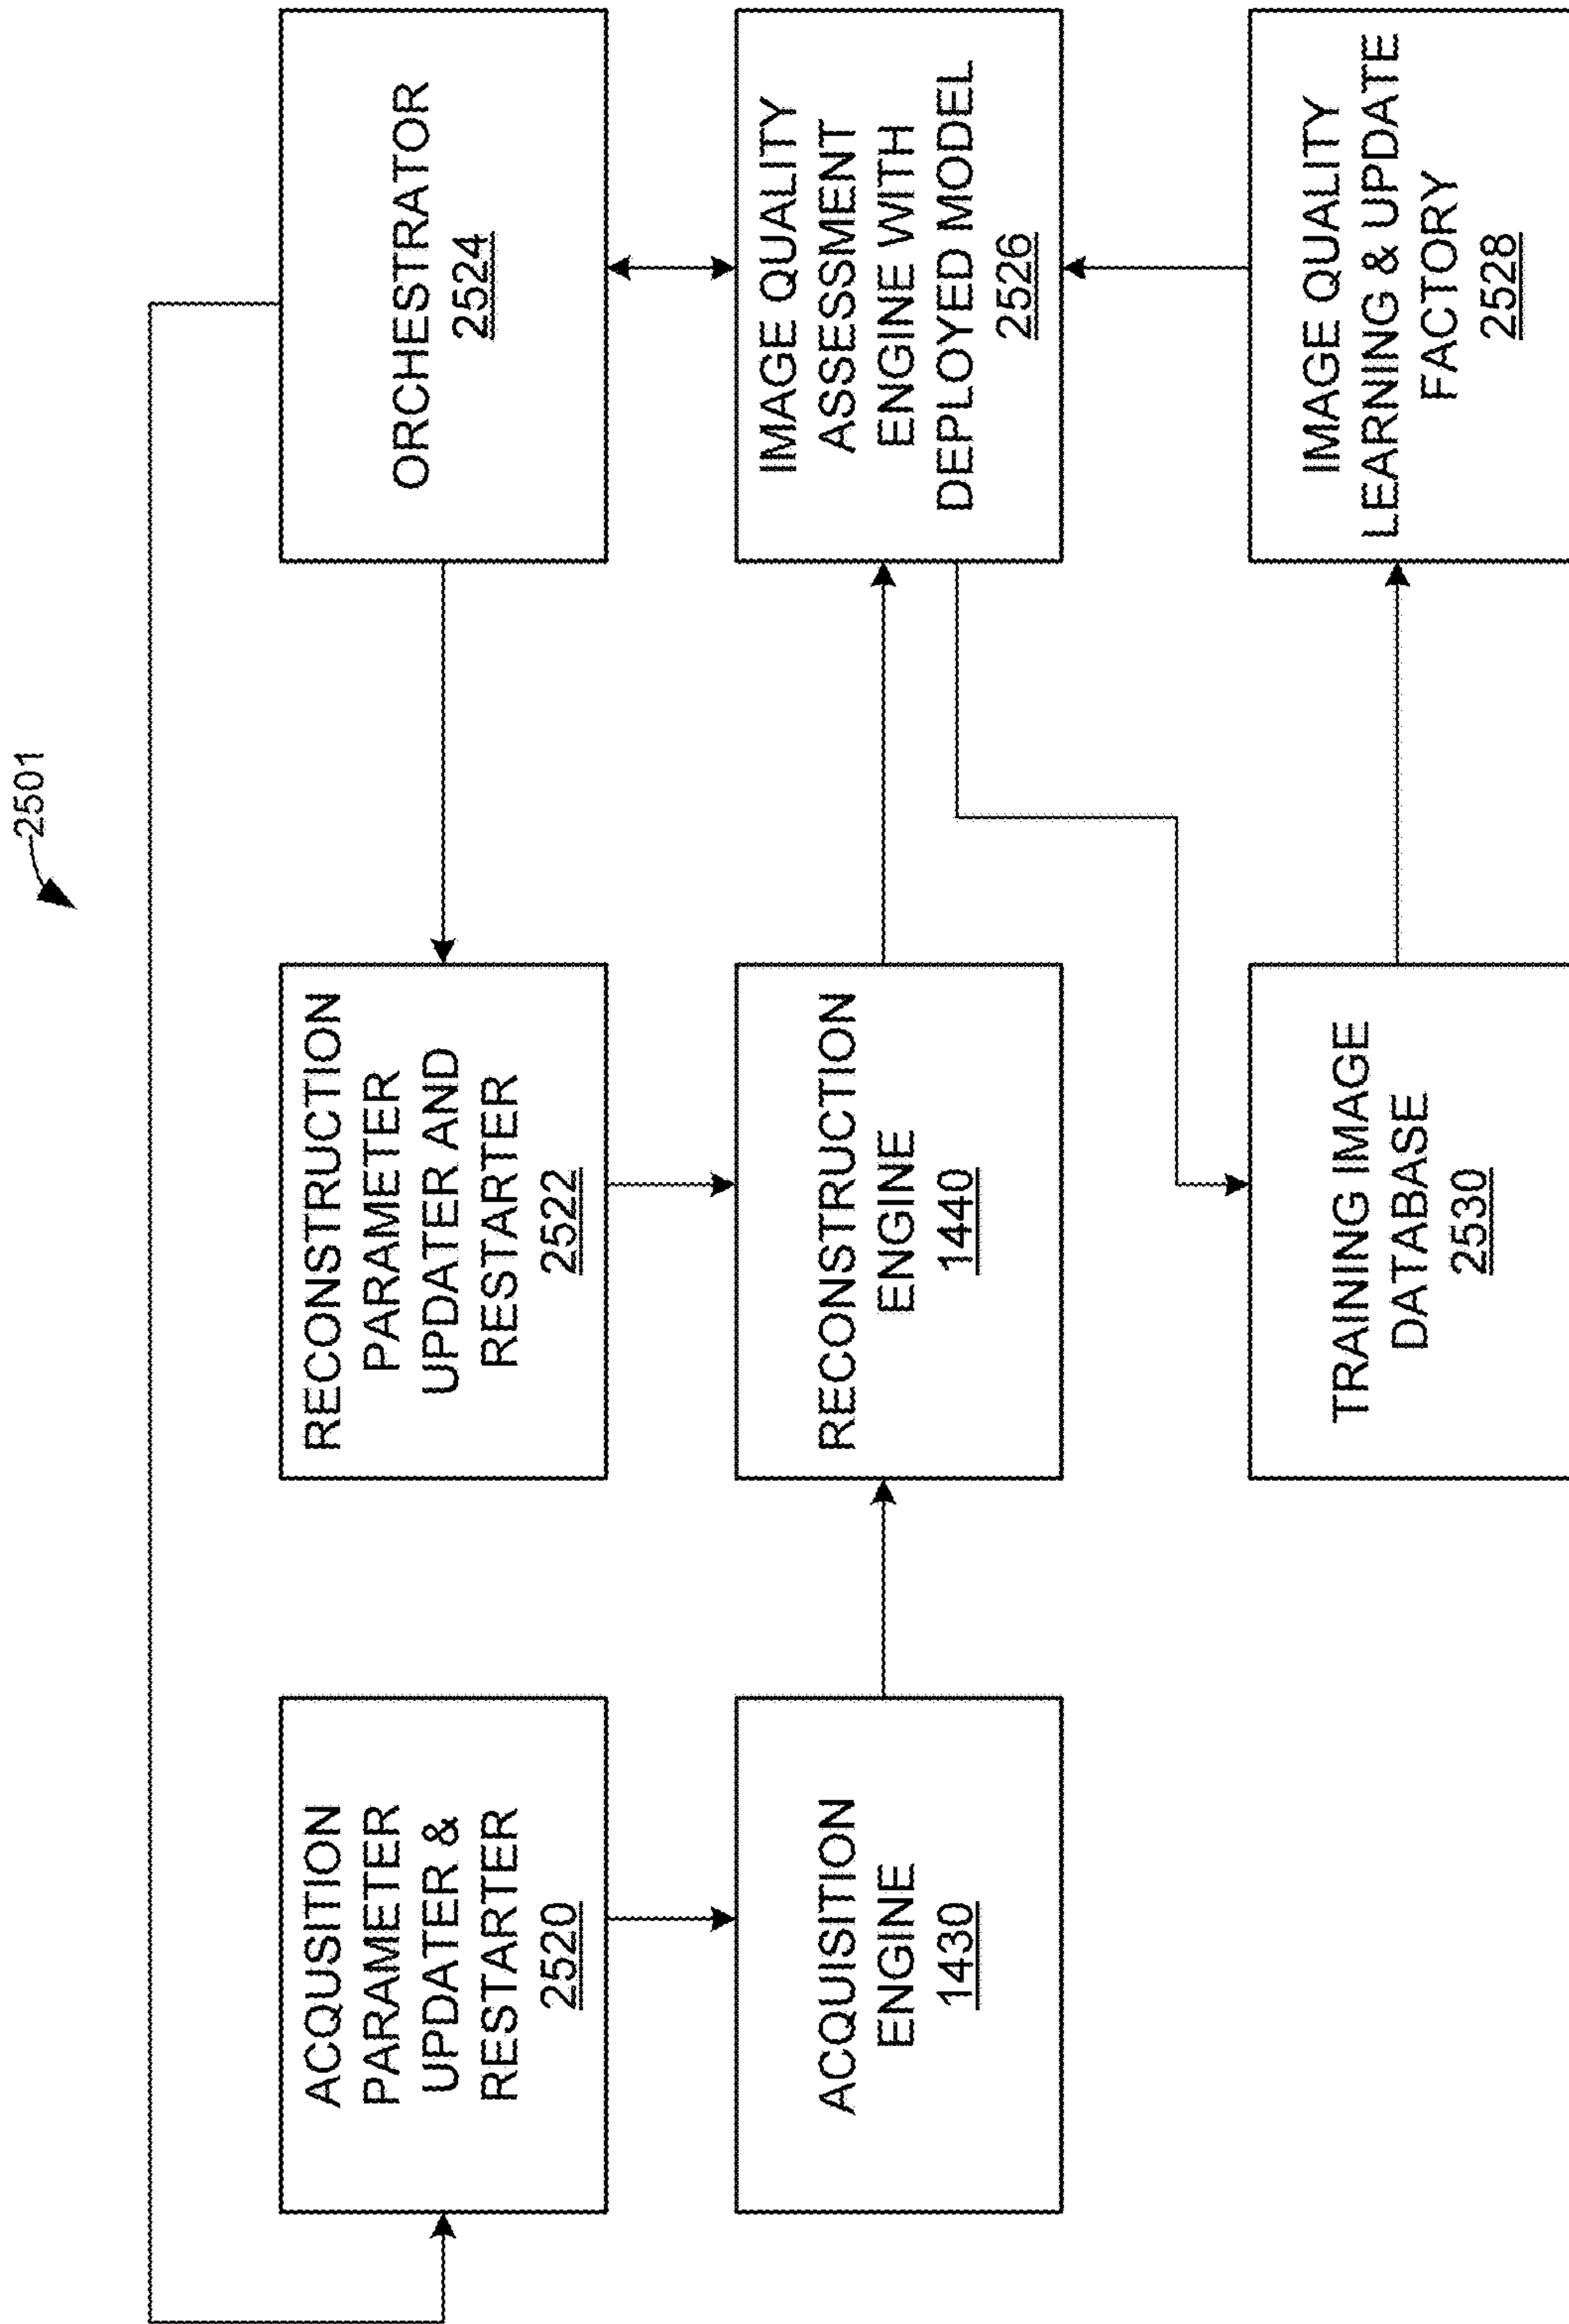 2501
ACQUSITION
PARAMETER
UPDATER &
RESTARTER
2520
RECONSTRUCTION
PARAMETER
UPDATER AND
RESTARTER
2522
ORCHESTRATOR
2524
ACQUISITION
ENGINE
1430
RECONSTRUCTION
ENGINE
1440
IMAGE QUALITY
ASSESSMENT
ENGINE WITH
DEPLOYED MODEL
2526
TRAINING IMAGE
DATABASE
2530
IMAGE QUALITY
LEARNING & UPDATE
FACTORY
2528